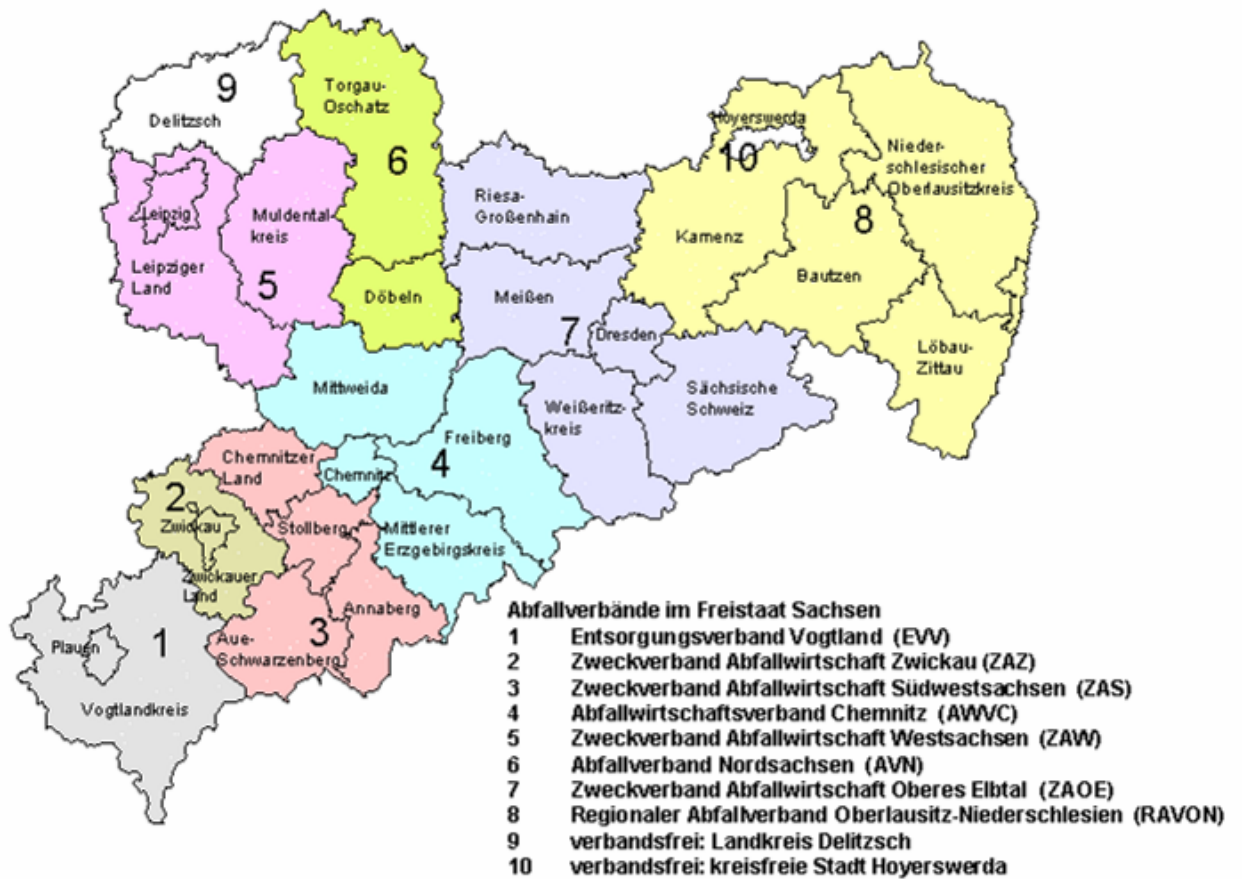 9
Delitzsch
Torgau-
Oschatz
6
Hoyerswerda
10
Nieder-
schlesischer
Oberlausitzkreis
Leipzig
Muldental-
kreis
Riesa-
Großenhain
Kamenz
8
Leipziger
Land
5
Döbeln
Meißen
Bautzen
7
Dresden
Löbau-
Zittau
Mittweida
Weißeritz-
kreis
Sächsische
Schweiz
Freiberg
4
Chemnitzer
Land
Chemnitz
2
Zwickau
Stollberg
Mittlerer
Erzgebirgskreis
Zwickauer
Land
Annaberg
Plauen
1
Aue-
Schwarzenberg
3
Vogtlandkreis
Abfallverbände im Freistaat Sachsen
1 Entsorgungsverband Vogtland (EVV)
2 Zweckverband Abfallwirtschaft Zwickau (ZAZ)
3 Zweckverband Abfallwirtschaft Südwestsachsen (ZAS)
4 Abfallwirtschaftsverband Chemnitz (AWVC)
5 Zweckverband Abfallwirtschaft Westsachsen (ZAW)
6 Abfallverband Nordsachsen (AVN)
7 Zweckverband Abfallwirtschaft Oberes Elbtal (ZAOE)
8 Regionaler Abfallverband Oberlausitz-Niederschlesien (RAVON)
9 verbandsfrei: Landkreis Delitzsch
10 verbandsfrei: kreisfreie Stadt Hoyerswerda